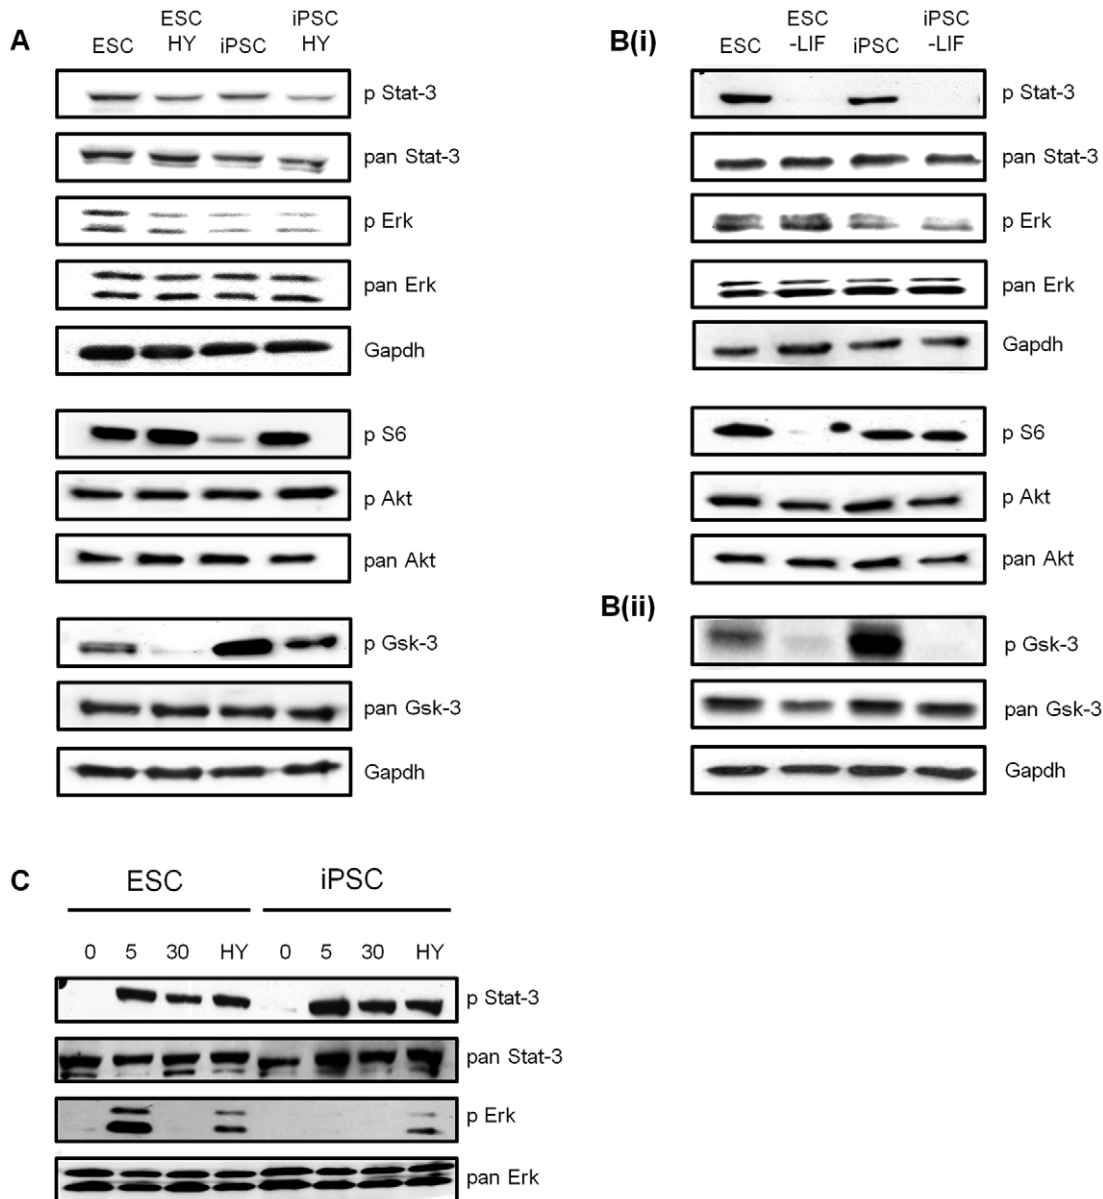 A
ESC
ESC
HY
iPSC
iPSC
HY
p Stat-3
pan Stat-3
p Erk
pan Erk
Gapdh
p S6
p Akt
pan Akt
p Gsk-3
pan Gsk-3
Gapdh
B(i)
ESC
ESC
-LIF
iPSC
iPSC
-LIF
p Stat-3
pan Stat-3
p Erk
pan Erk
Gapdh
p S6
p Akt
pan Akt
B(ii)
p Gsk-3
pan Gsk-3
Gapdh
C
ESC iPSC
0 5 30 HY 0 5 30 HY
p Stat-3
pan Stat-3
p Erk
pan Erk